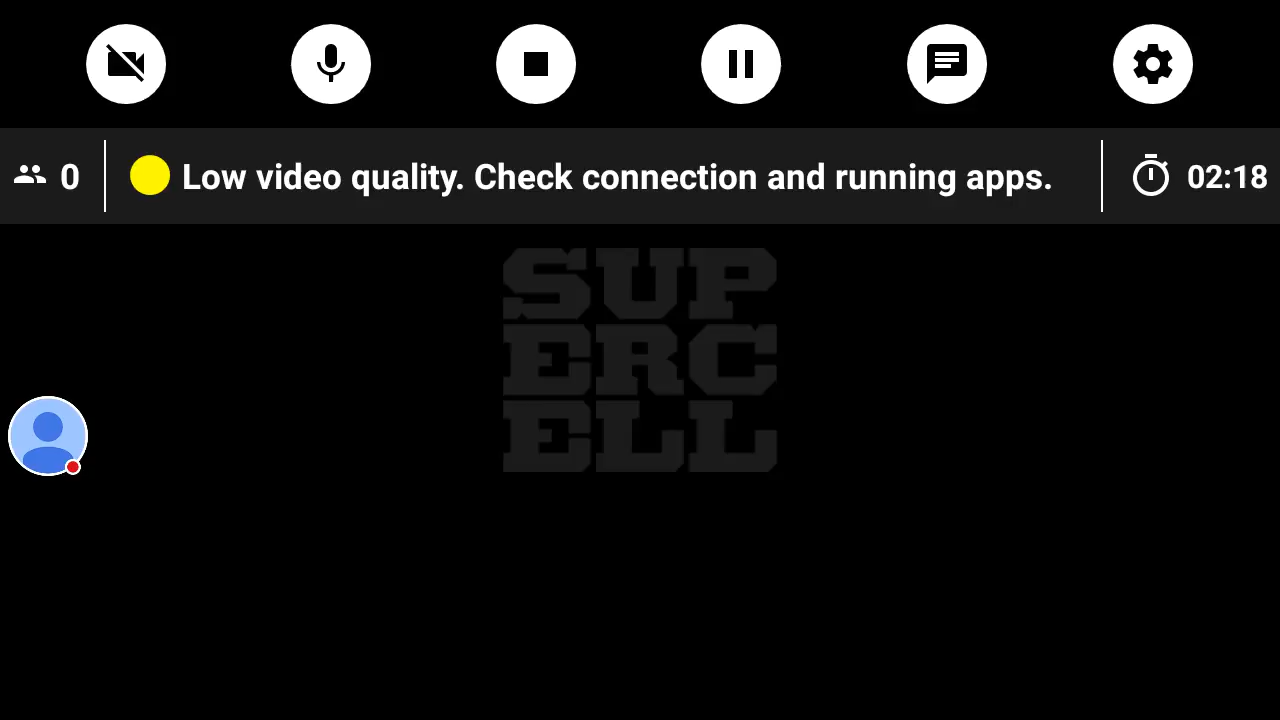 0
Low video quality. Check connection and running apps.
02:18
SUP
ERC
ELL